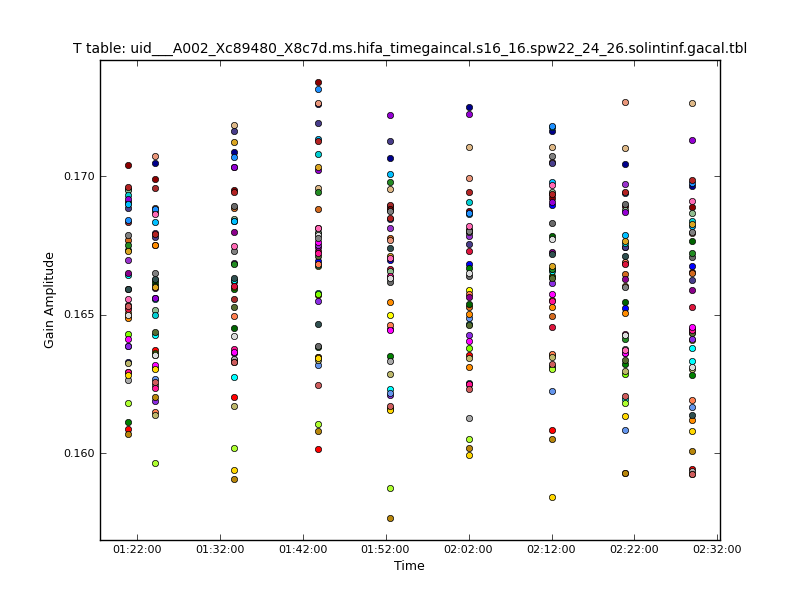 T table: uid___A002_Xc89480_X8c7d.ms.hifa_timegaincal.s16_16.spw22_24_26.solintinf.gacal.tbl
Gain Amplitude
0.170
0.165
0.160
01:22:00 01:32:00 01:42:00 01:52:00 02:02:00 02:12:00 02:22:00 02:32:00
Time